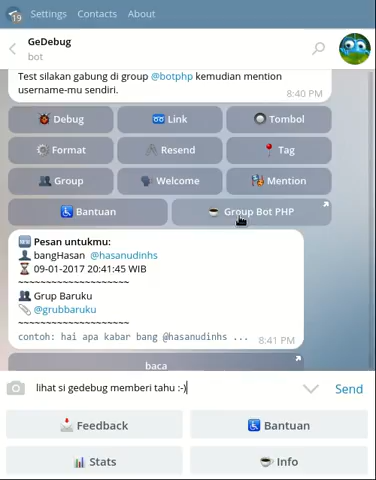 19 Settings Contacts About
GeDebug
bot
Test silakan gabung di group @botphp kemudian mention
username-mu sendiri.
8:40 PM
Debug Link Tombol
Format Resend Tag
Group Welcome Mention
Bantuan Group Bot PHP
Pesan untukmu:
bangHasan @hasanudinhs
09-01-2017 20:41:45 WIB
~~~~~~~~~~~~~~~~~~~~
Grup Baruku
@grubbaruku
~~~~~~~~~~~~~~~~~~~~
contoh: hai apa kabar bang @hasanudinhs ...
8:41 PM
baca
lihat si gedebug memberi tahu :-) Send
Feedback Bantuan
Stats Info